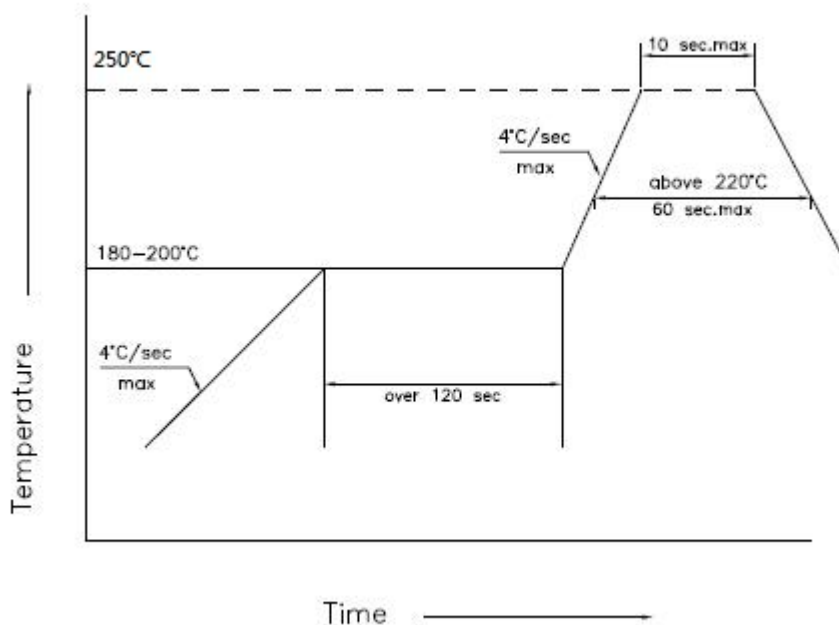 10 sec.max
250℃
4°C/sec
max
above 220°C
60 sec.max
180-200°C
4°C/sec
max
over 120 sec
Temperature
Time